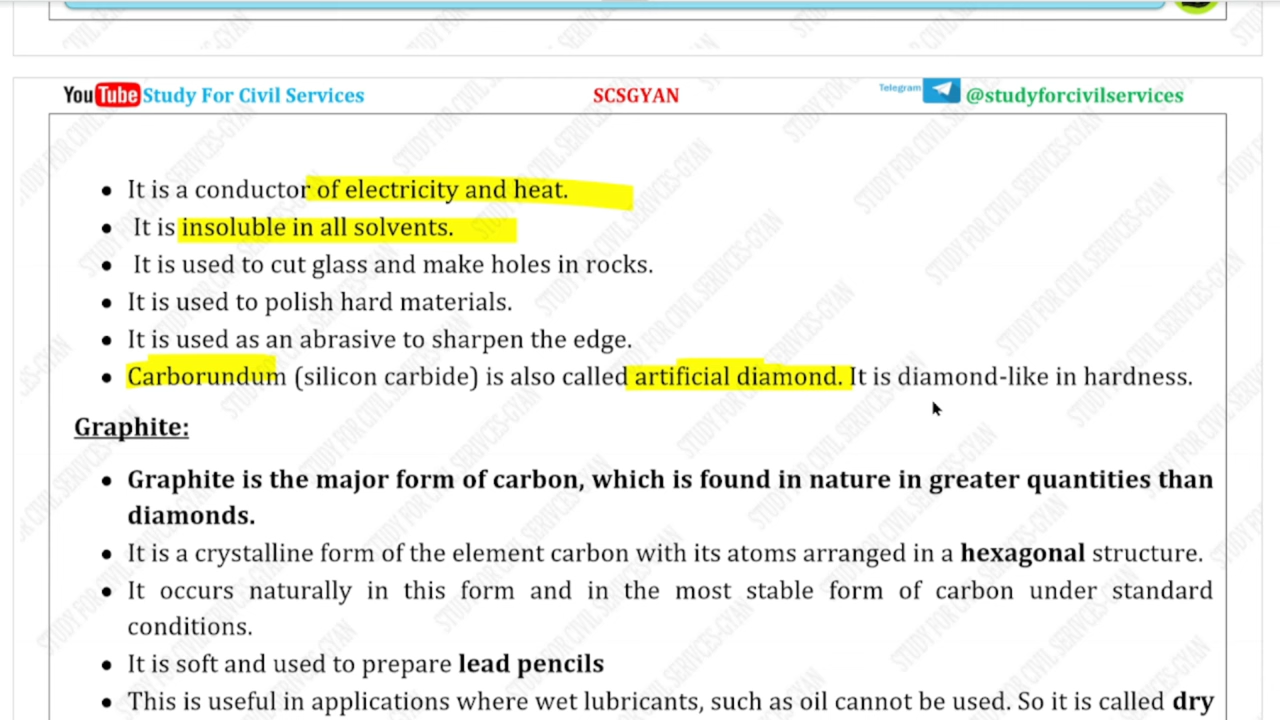 YouTube Study For Civil Services SCSGYAN Telegram @studyforcivilservices
• It is a conductor of electricity and heat.
• It is insoluble in all solvents.
• It is used to cut glass and make holes in rocks.
• It is used to polish hard materials.
• It is used as an abrasive to sharpen the edge.
• Carborundum (silicon carbide) is also called artificial diamond. It is diamond-like in hardness.
Graphite:
• Graphite is the major form of carbon, which is found in nature in greater quantities than
diamonds.
• It is a crystalline form of the element carbon with its atoms arranged in a hexagonal structure.
• It occurs naturally in this form and in the most stable form of carbon under standard
conditions.
• It is soft and used to prepare lead pencils
• This is useful in applications where wet lubricants, such as oil cannot be used. So it is called dry
STUDY FOR CIVIL SERVICES-GYAN